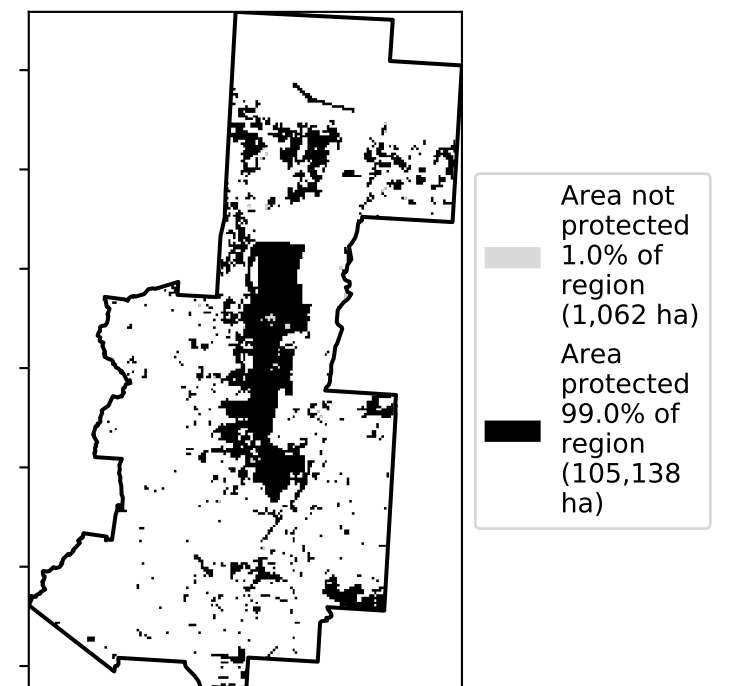 Area not
protected
1.0% of
region
(1,062 ha)
Area
protected
99.0% of
region
(105,138
ha)